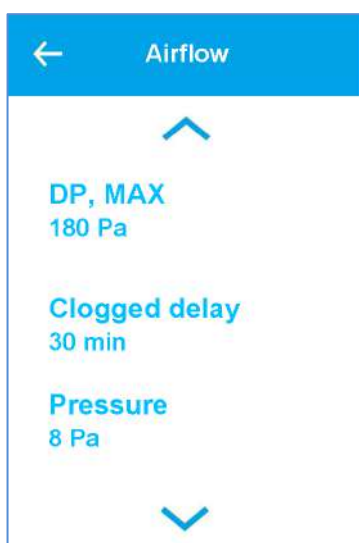 Airflow
DP, MAX
180 Pa
Clogged delay
30 min
Pressure
8 Pa